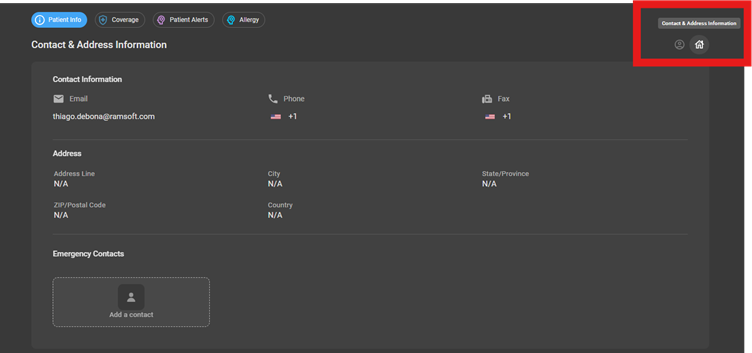 Patient Info Coverage Patient Alerts Allergy
Contact & Address Information
Contact & Address Information
Contact Information
Email Phone Fax
thiago.debona@ramsoft.com +1 +1
Address
Address Line City State/Province
N/A N/A N/A
ZIP/Postal Code Country
N/A N/A
Emergency Contacts
Add a contact